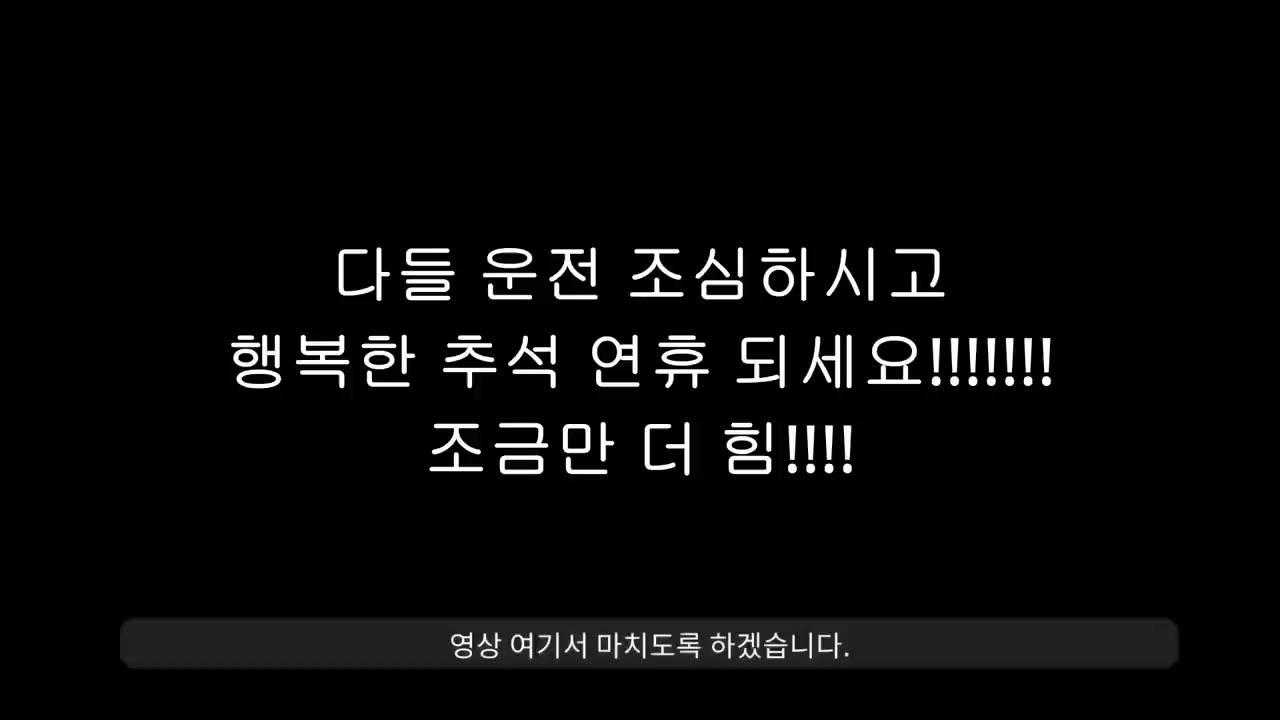 다들 운전 조심하시고
행복한 추석 연휴 되세요!!!!!!!
조금만 더 힘!!!!
영상 여기서 마치도록 하겠습니다.